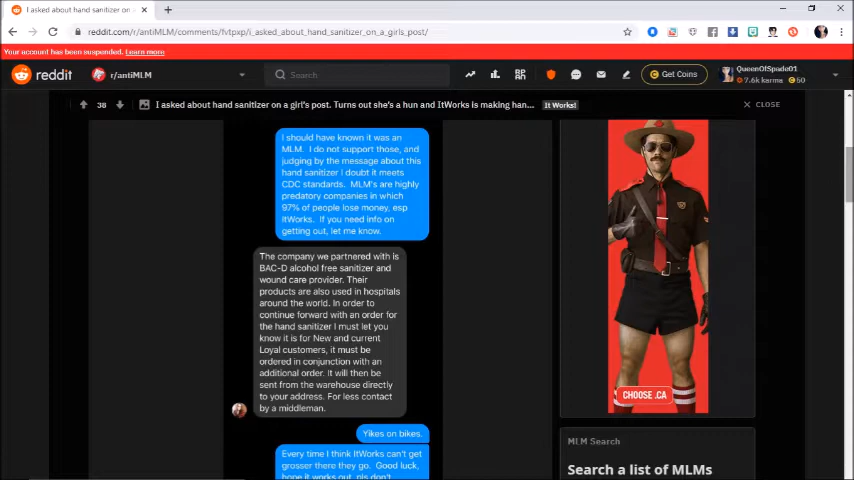 I asked about hand sanitizer on a
reddit.com/r/antiMLM/comments/fvtpxp/i_asked_about_hand_sanitizer_on_a_girls_post/
Your account has been suspended. Learn more
reddit
r/antiMLM
Search
Get Coins
QueenOfSpade01
7.6k karma 50
38
I asked about hand sanitizer on a girl's post. Turns out she's a hun and ItWorks is making han...
It Works!
CLOSE
I should have known it was an
MLM. I do not support those, and
judging by the message about this
hand sanitizer I doubt it meets
CDC standards. MLM's are highly
predatory companies in which
97% of people lose money, esp
ItWorks. If you need info on
getting out, let me know.
The company we partnered with is
BAC-D alcohol free sanitizer and
wound care provider. Their
products are also used in hospitals
around the world. In order to
continue forward with an order for
the hand sanitizer I must let you
know it is for New and current
Loyal customers, it must be
ordered in conjunction with an
additional order. It will then be
sent from the warehouse directly
to your address. For less contact
by a middleman.
Yikes on bikes.
Every time I think ItWorks can't get
grosser there they go. Good luck,
hope it works out, pls don't
CHOOSE .CA
MLM Search
Search a list of MLMs